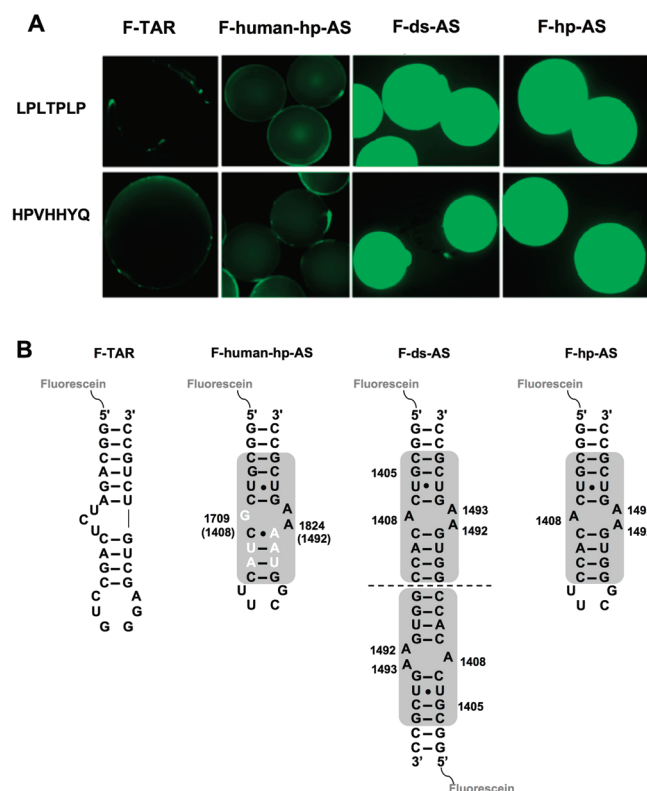 A
F-TAR F-human-hp-AS F-ds-AS F-hp-AS
LPLTPLP
HPVHHYQ
B
F-TAR F-human-hp-AS F-ds-AS F-hp-AS
Fluorescein Fluorescein Fluorescein Fluorescein
5' 3' 5' 3' 5' 3' 5' 3'
G–C
G–C
C–G
A–U
G–C
A–U
U
C
U
C–G
A–U
G–C
C–G
C A
U G
G G
G–C
G–C
C–G
G–C
U•U
C–G
G A
A
1709
(1408)
1824
(1492)
C•A
U–A
A–U
C–G
U G
U C
G–C
G–C
C–G
1405 G–C
U•U
C–G
1408 A A 1493
A 1492
C–G
A–U
C–G
C–G
G–C
G–C
U–A
G–C
1492 A A 1408
1493 A
G–C
U•U
C–G 1405
G–C
C–G
C–G
3' 5'
Fluorescein
G–C
G–C
C–G
G–C
U•U
C–G
1408 A A
A
C–G
A–U
C–G
C–G
U G
U C